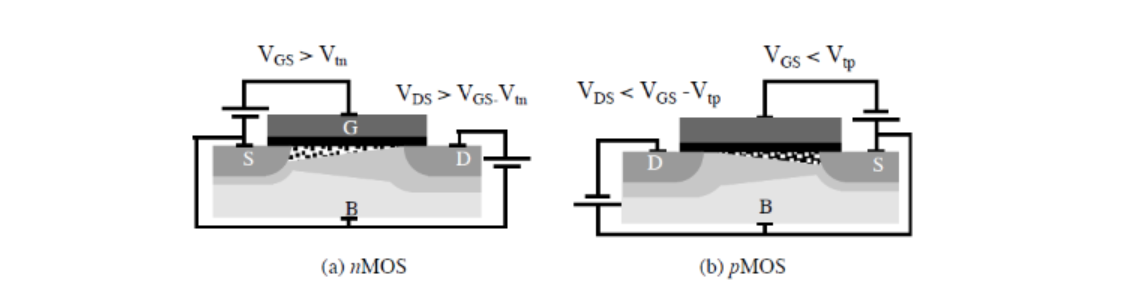 V_GS > V_tn
V_DS > V_GS-V_tn
G
S
D
B
(a) nMOS
V_GS < V_tp
V_DS < V_GS -V_tp
D
S
B
(b) pMOS